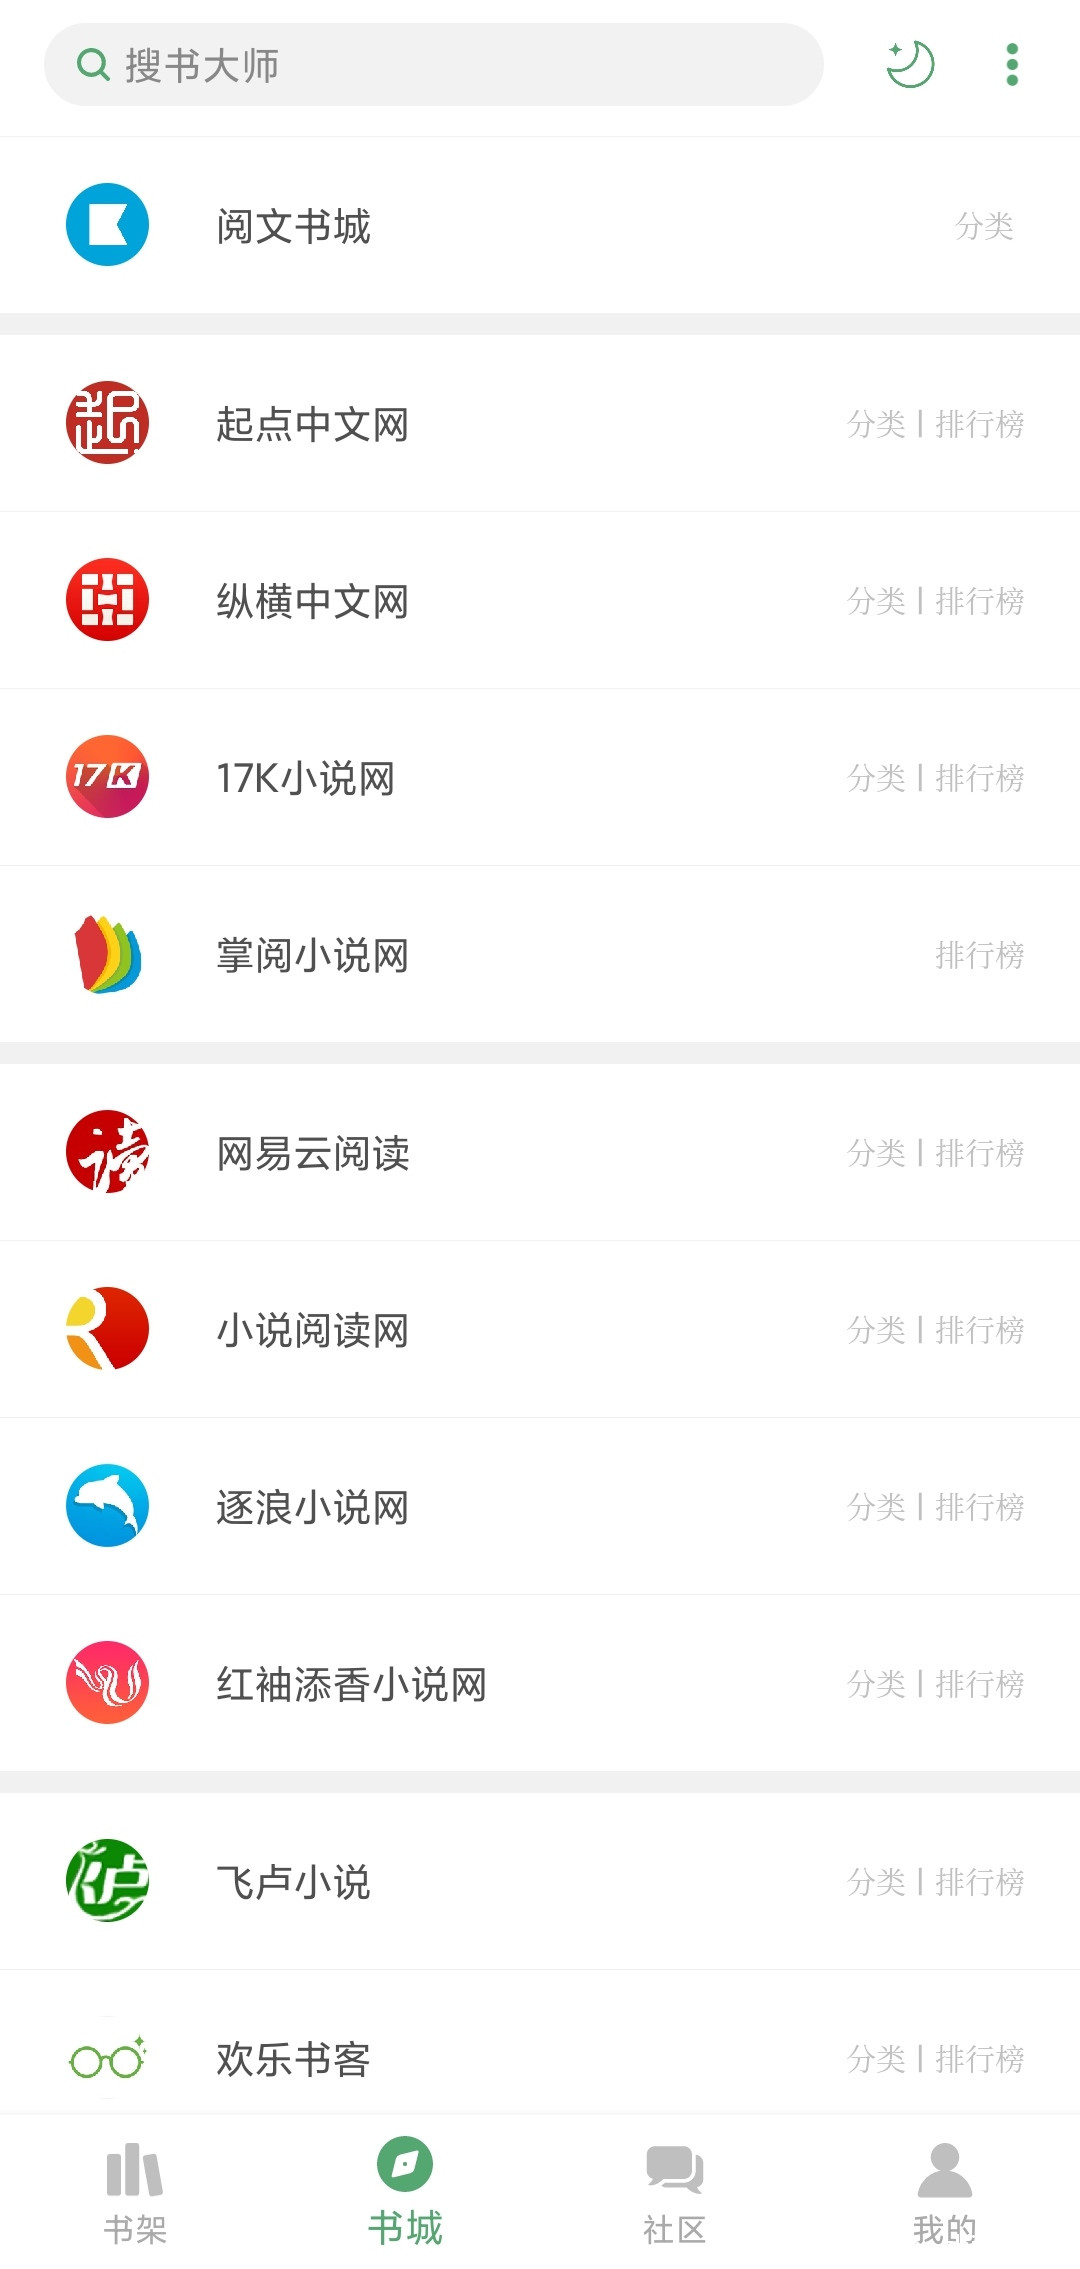 搜书大师
阅文书城 分类
起点中文网 分类 | 排行榜
纵横中文网 分类 | 排行榜
17K
17K小说网 分类 | 排行榜
掌阅小说网 排行榜
网易云阅读 分类 | 排行榜
小说阅读网 分类 | 排行榜
逐浪小说网 分类 | 排行榜
红袖添香小说网 分类 | 排行榜
飞卢小说 分类 | 排行榜
欢乐书客 分类 | 排行榜
书架 书城 社区 我的